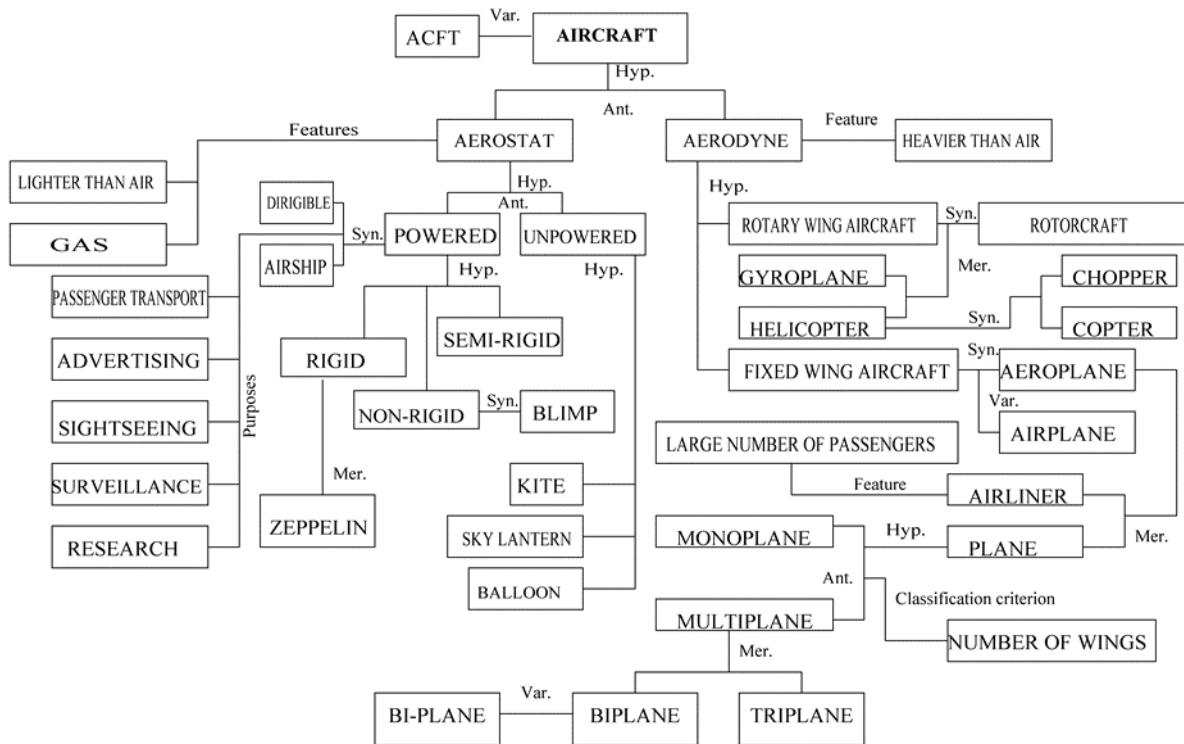 Var.
ACFT
AIRCRAFT
Hyp.
Ant.
Features
AEROSTAT
AERODYNE
Feature
HEAVIER THAN AIR
LIGHTER THAN AIR
GAS
Hyp.
Ant.
Hyp.
DIRIGIBLE
AIRSHIP
Syn.
POWERED
UNPOWERED
ROTARY WING AIRCRAFT
Syn.
ROTORCRAFT
Hyp.
Hyp.
Mer.
GYROPLANE
HELICOPTER
Syn.
CHOPPER
COPTER
PASSENGER TRANSPORT
ADVERTISING
SIGHTSEEING
SURVEILLANCE
RESEARCH
Purposes
RIGID
SEMI-RIGID
NON-RIGID
Syn.
BLIMP
Mer.
ZEPPELIN
KITE
SKY LANTERN
BALLOON
FIXED WING AIRCRAFT
Syn.
AEROPLANE
Var.
AIRPLANE
LARGE NUMBER OF PASSENGERS
Feature
AIRLINER
MONOPLANE
Hyp.
PLANE
Mer.
Ant.
Classification criterion
MULTIPLANE
NUMBER OF WINGS
Mer.
BI-PLANE
Var.
BIPLANE
TRIPLANE